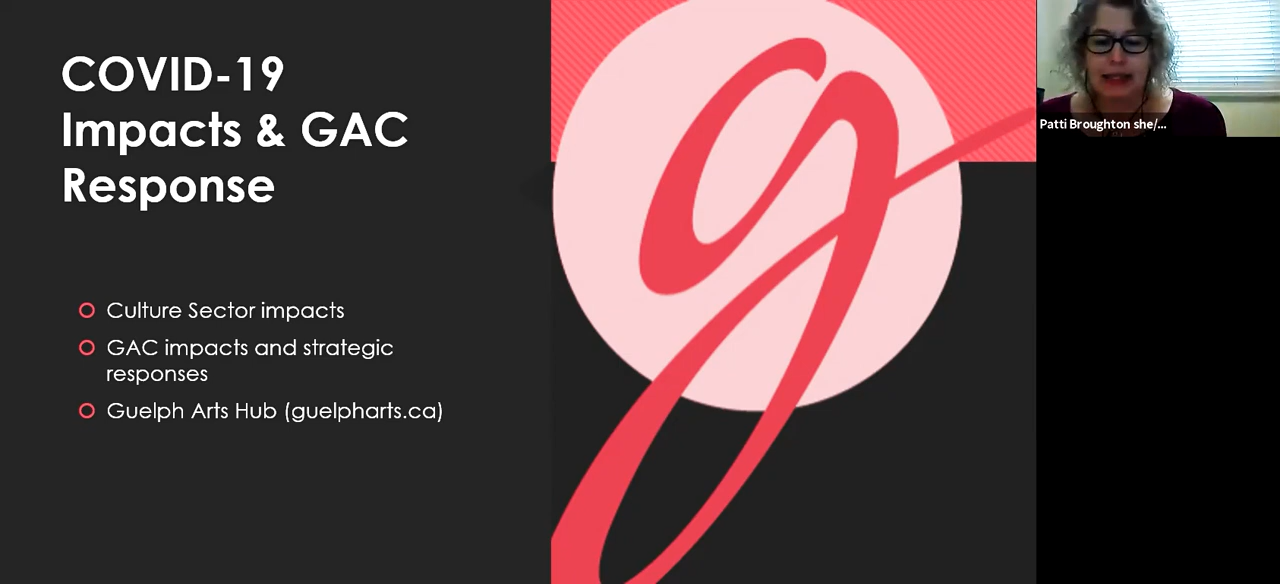 COVID-19
Impacts & GAC
Response
Culture Sector impacts
GAC impacts and strategic
responses
Guelph Arts Hub (guelpharts.ca)
g
Patti Broughton she/...